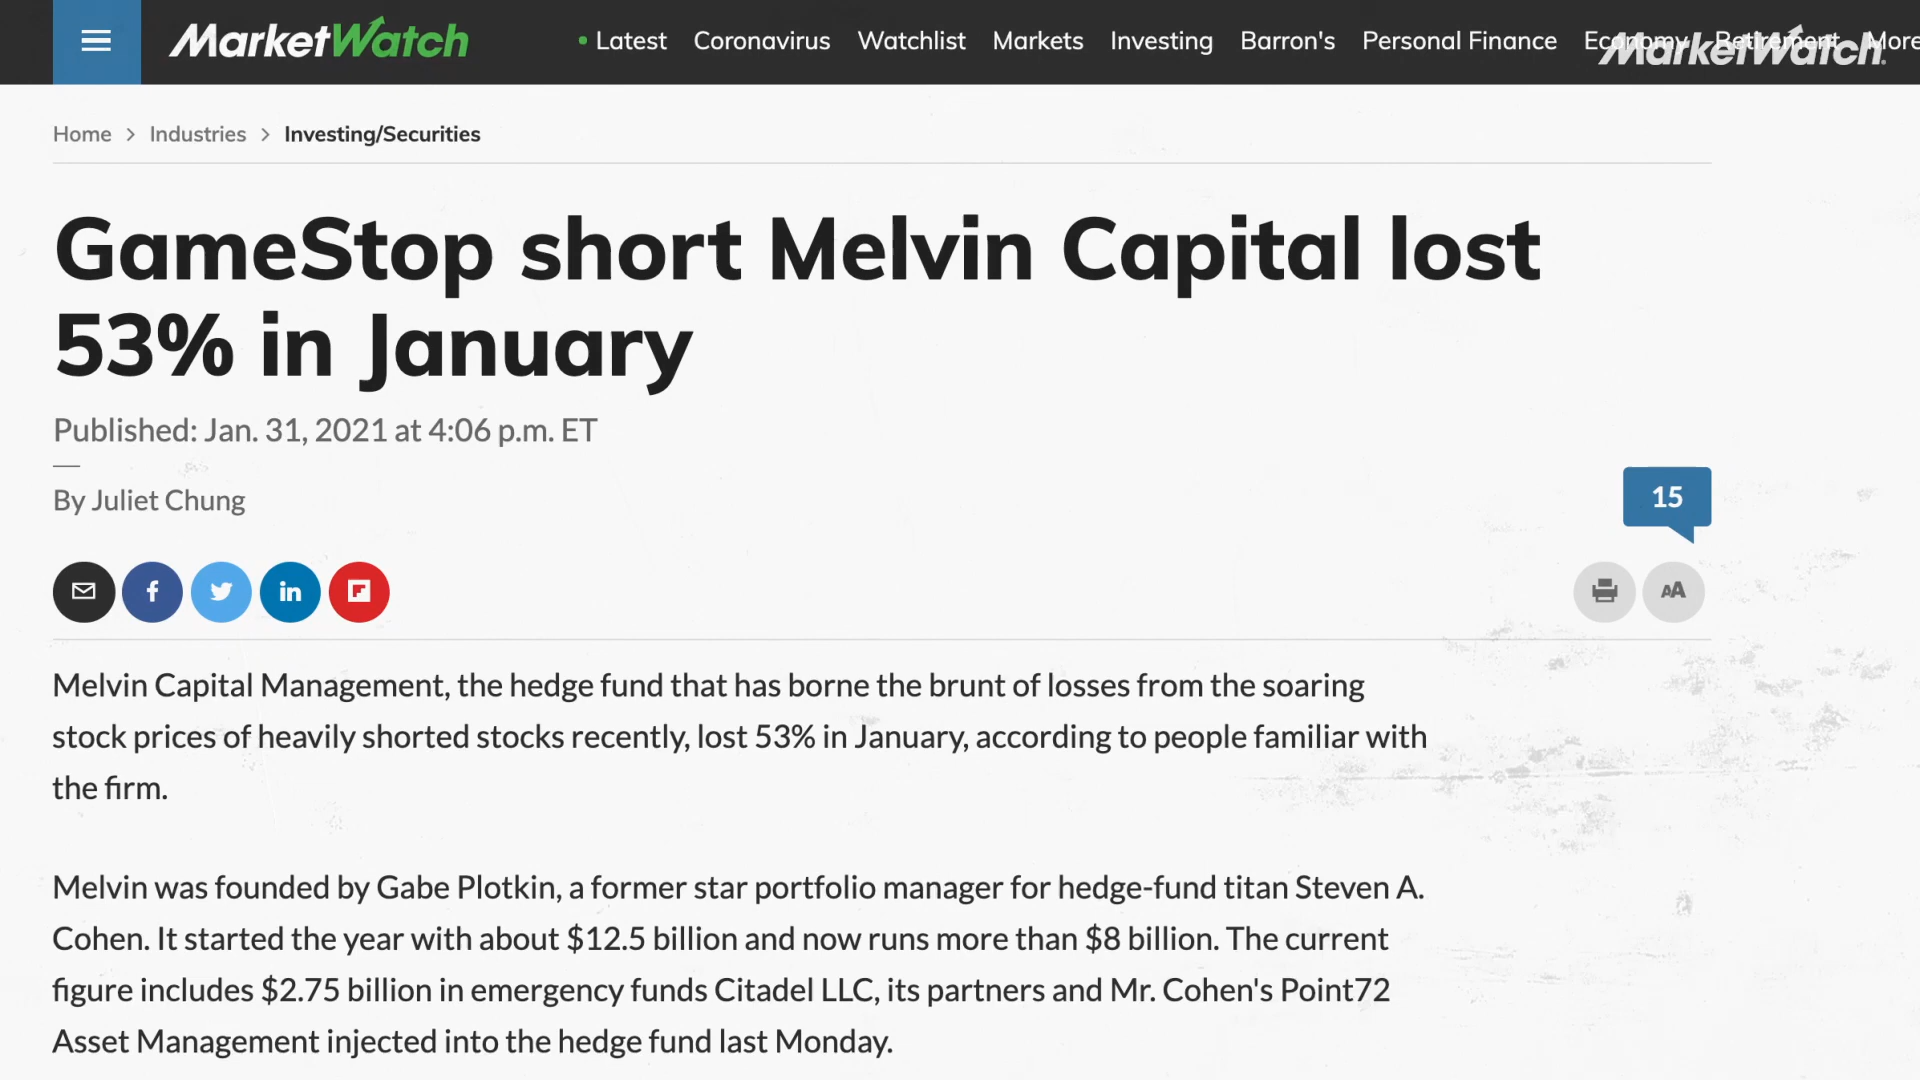 MarketWatch
• Latest Coronavirus Watchlist Markets Investing Barron's Personal Finance Economy Retirement More
MarketWatch
Home > Industries > Investing/Securities
GameStop short Melvin Capital lost
53% in January
Published: Jan. 31, 2021 at 4:06 p.m. ET
By Juliet Chung
15
f
in
AA
Melvin Capital Management, the hedge fund that has borne the brunt of losses from the soaring
stock prices of heavily shorted stocks recently, lost 53% in January, according to people familiar with
the firm.
Melvin was founded by Gabe Plotkin, a former star portfolio manager for hedge-fund titan Steven A.
Cohen. It started the year with about $12.5 billion and now runs more than $8 billion. The current
figure includes $2.75 billion in emergency funds Citadel LLC, its partners and Mr. Cohen's Point72
Asset Management injected into the hedge fund last Monday.